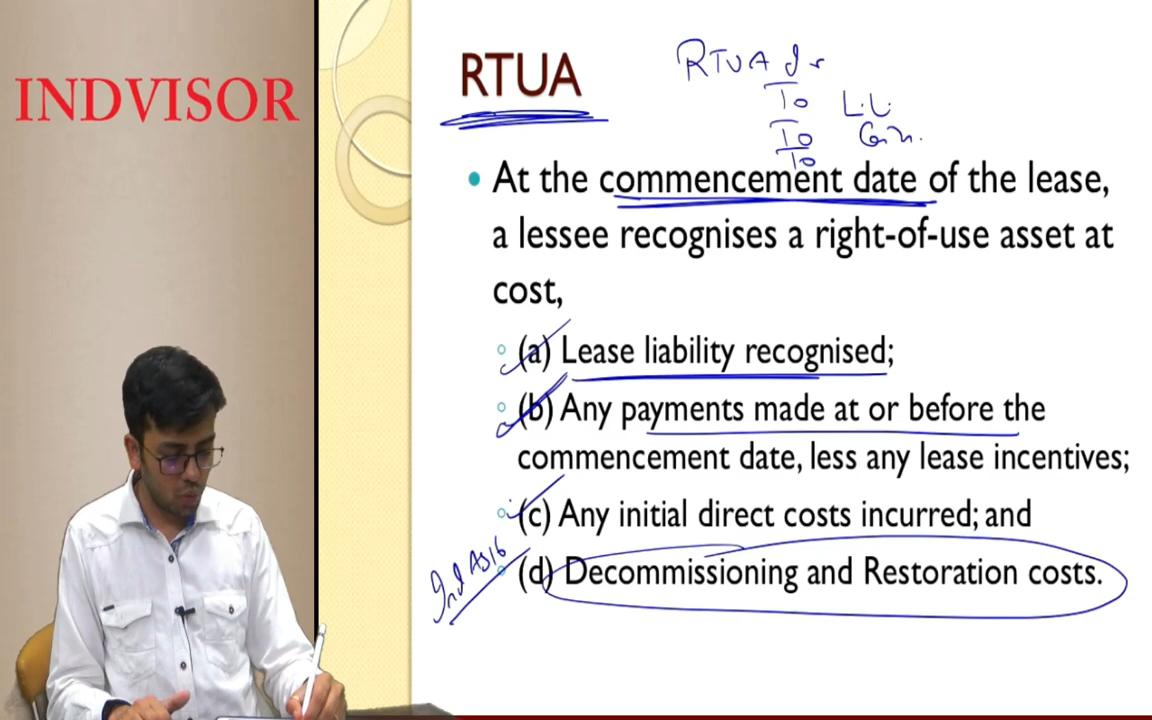 INDVISOR
RTUA
RTUA Dr
To L.L.
To
To
• At the commencement date of the lease,
a lessee recognises a right-of-use asset at
cost,
(a) Lease liability recognised;
(b) Any payments made at or before the
commencement date, less any lease incentives;
(c) Any initial direct costs incurred; and
Ind AS 16
(d) Decommissioning and Restoration costs.